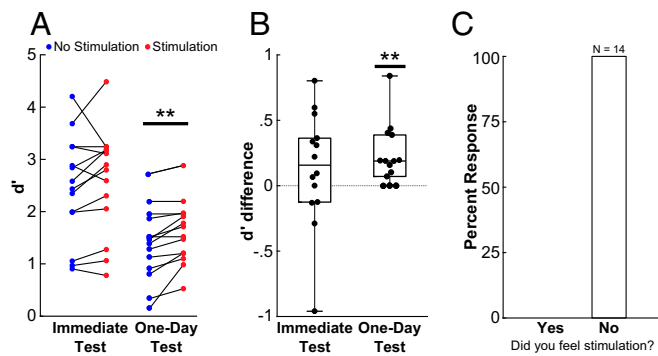 A
No Stimulation Stimulation
5
4
3
2
1
0
d'
**
Immediate Test
One-Day Test
B
1
.5
0
-.5
-1
d' difference
**
Immediate Test
One-Day Test
C
N = 14
100
75
50
25
0
Percent Response
Yes No
Did you feel stimulation?